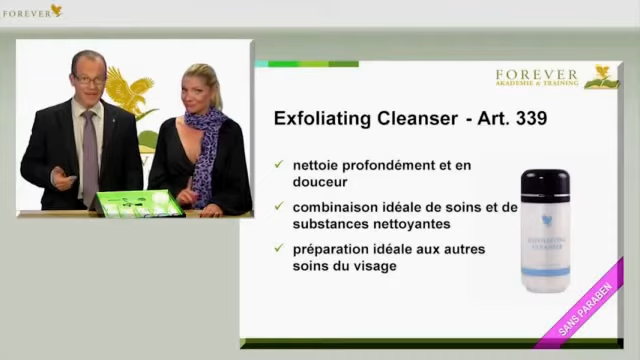 FOREVER
FOREVER
AKADEMIE & TRAINING
Exfoliating Cleanser - Art. 339
nettoie profondément et en
douceur
combinaison idéale de soins et de
substances nettoyantes
préparation idéale aux autres
soins du visage
EXFOLIATING
CLEANSER
SANS PARABEN